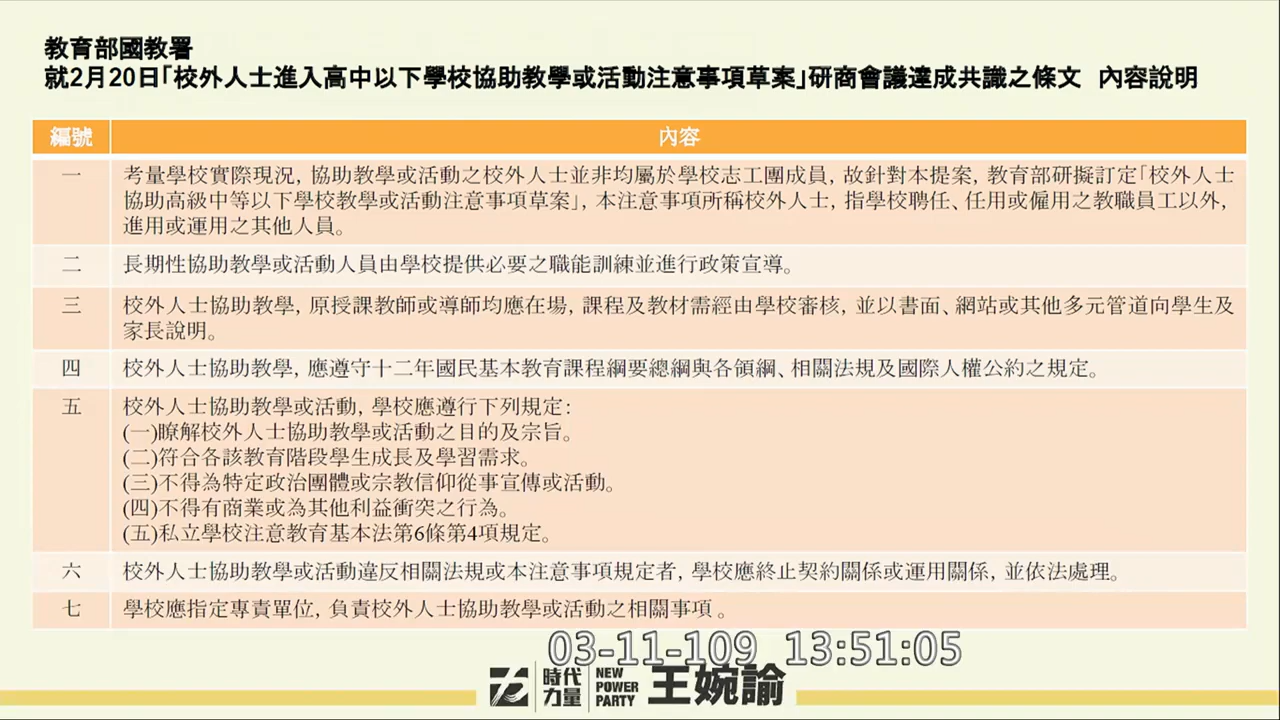 教育部國教署
就2月20日「校外人士進入高中以下學校協助教學或活動注意事項草案」研商會議達成共識之條文 內容說明
編號 內容
一 考量學校實際現況，協助教學或活動之校外人士並非均屬於學校志工團成員，故針對本提案，教育部研擬訂定「校外人士
協助高級中等以下學校教學或活動注意事項草案」，本注意事項所稱校外人士，指學校聘任、任用或僱用之教職員工以外，
進用或運用之其他人員。
二 長期性協助教學或活動人員由學校提供必要之職能訓練並進行政策宣導。
三 校外人士協助教學，原授課教師或導師均應在場，課程及教材需經由學校審核，並以書面、網站或其他多元管道向學生及
家長說明。
四 校外人士協助教學，應遵守十二年國民基本教育課程綱要總綱與各領綱、相關法規及國際人權公約之規定。
五 校外人士協助教學或活動，學校應遵行下列規定：
(一)瞭解校外人士協助教學或活動之目的及宗旨。
(二)符合各該教育階段學生成長及學習需求。
(三)不得為特定政治團體或宗教信仰從事宣傳或活動。
(四)不得有商業或為其他利益衝突之行為。
(五)私立學校注意教育基本法第6條第4項規定。
六 校外人士協助教學或活動違反相關法規或本注意事項規定者，學校應終止契約關係或運用關係，並依法處理。
七 學校應指定專責單位，負責校外人士協助教學或活動之相關事項。
03-11-109 13:51:05
時代
力量
NEW
POWER
PARTY
王婉諭